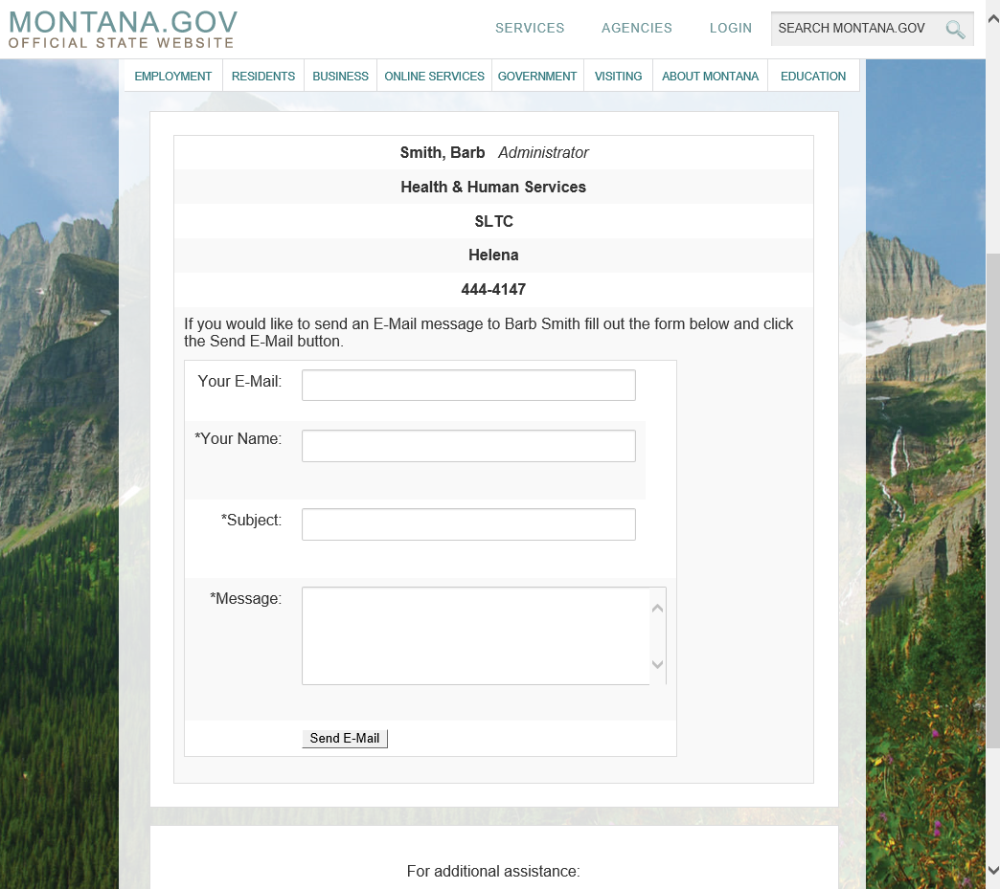 MONTANA.GOV
OFFICIAL STATE WEBSITE
SERVICES AGENCIES LOGIN SEARCH MONTANA.GOV
EMPLOYMENT RESIDENTS BUSINESS ONLINE SERVICES GOVERNMENT VISITING ABOUT MONTANA EDUCATION
Smith, Barb Administrator
Health & Human Services
SLTC
Helena
444-4147
If you would like to send an E-Mail message to Barb Smith fill out the form below and click
the Send E-Mail button.
Your E-Mail:
*Your Name:
*Subject:
*Message:
Send E-Mail
For additional assistance: